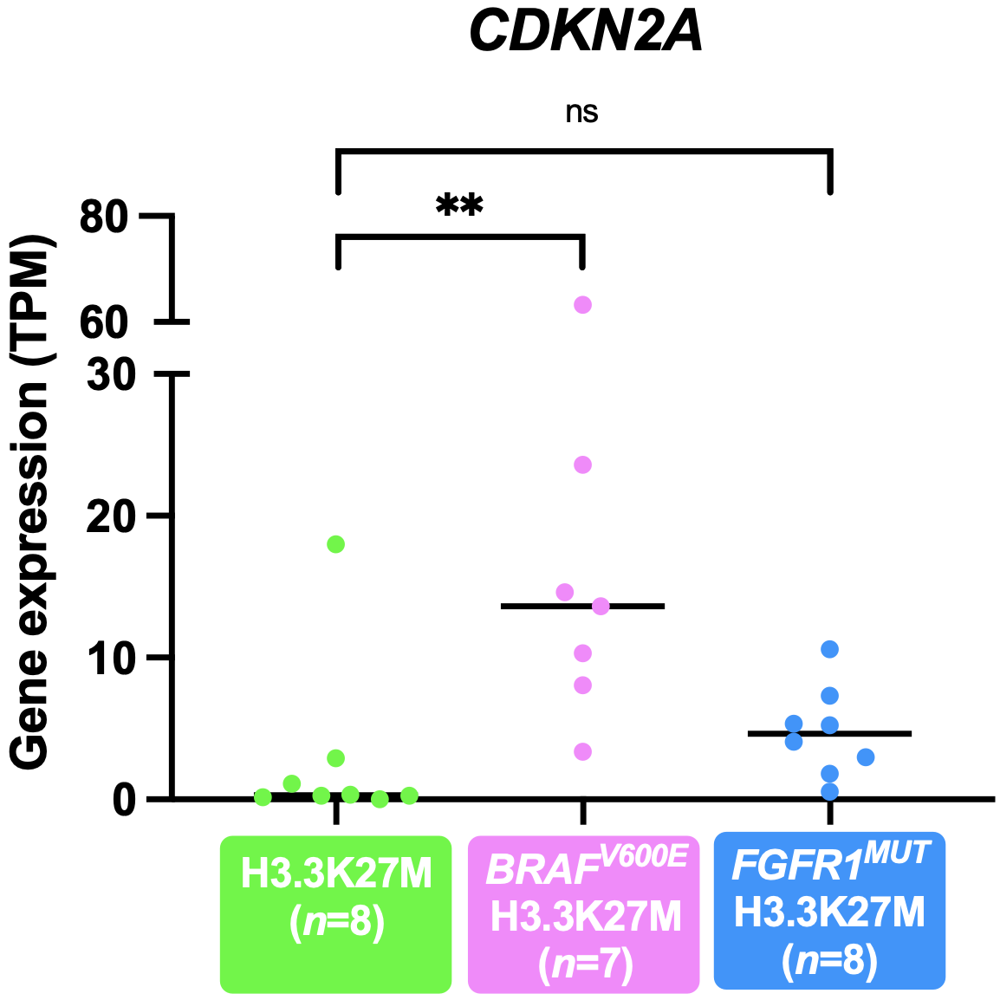 CDKN2A
ns
**
Gene expression (TPM)
80
60
30
20
10
0
H3.3K27M
(n=8)
BRAFV600E
H3.3K27M
(n=7)
FGFR1MUT
H3.3K27M
(n=8)